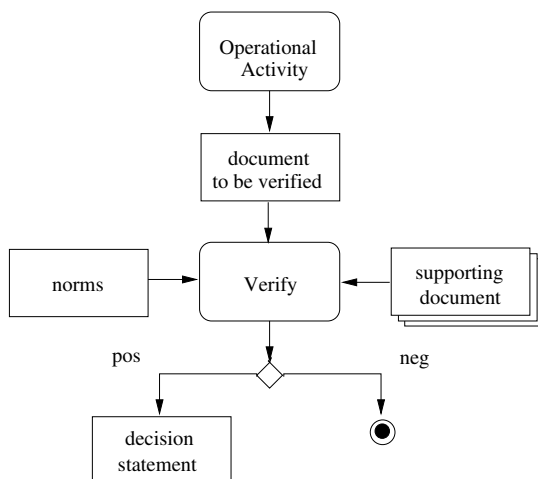 Operational
Activity
document
to be verified
norms
Verify
supporting
document
pos
neg
decision
statement